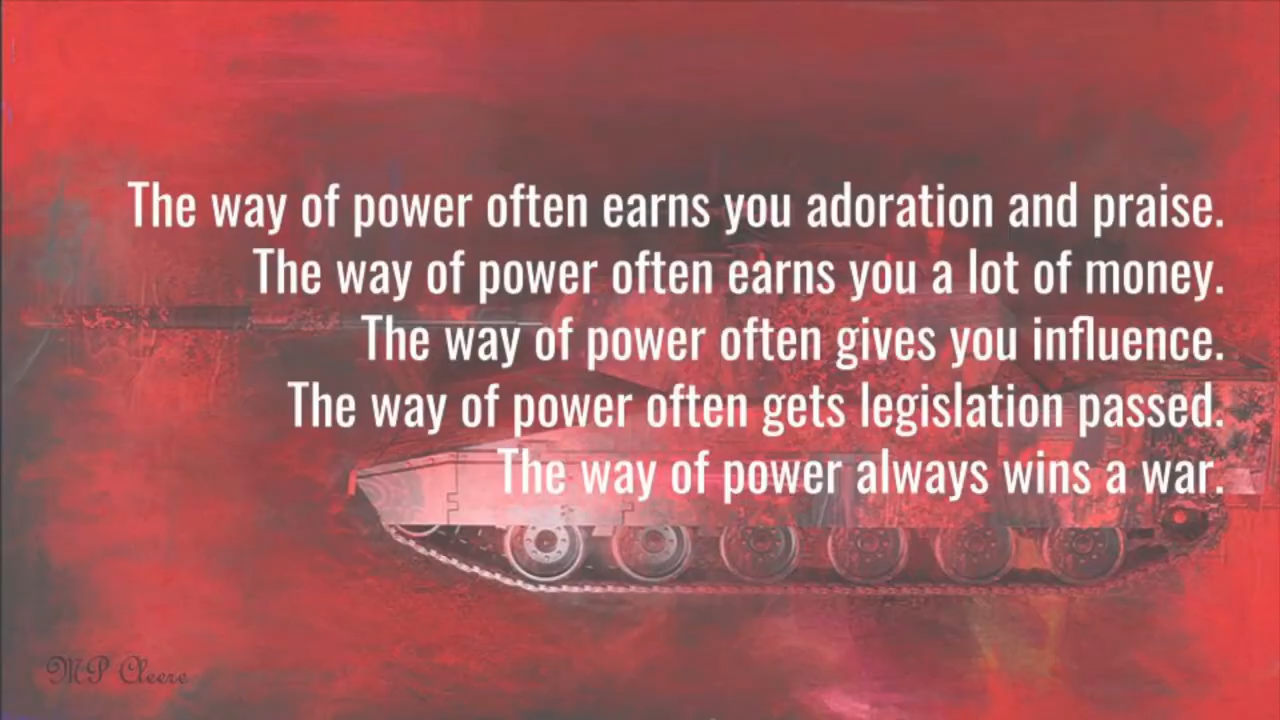 The way of power often earns you adoration and praise.
The way of power often earns you a lot of money.
The way of power often gives you influence.
The way of power often gets legislation passed.
The way of power always wins a war.
MP Cleere